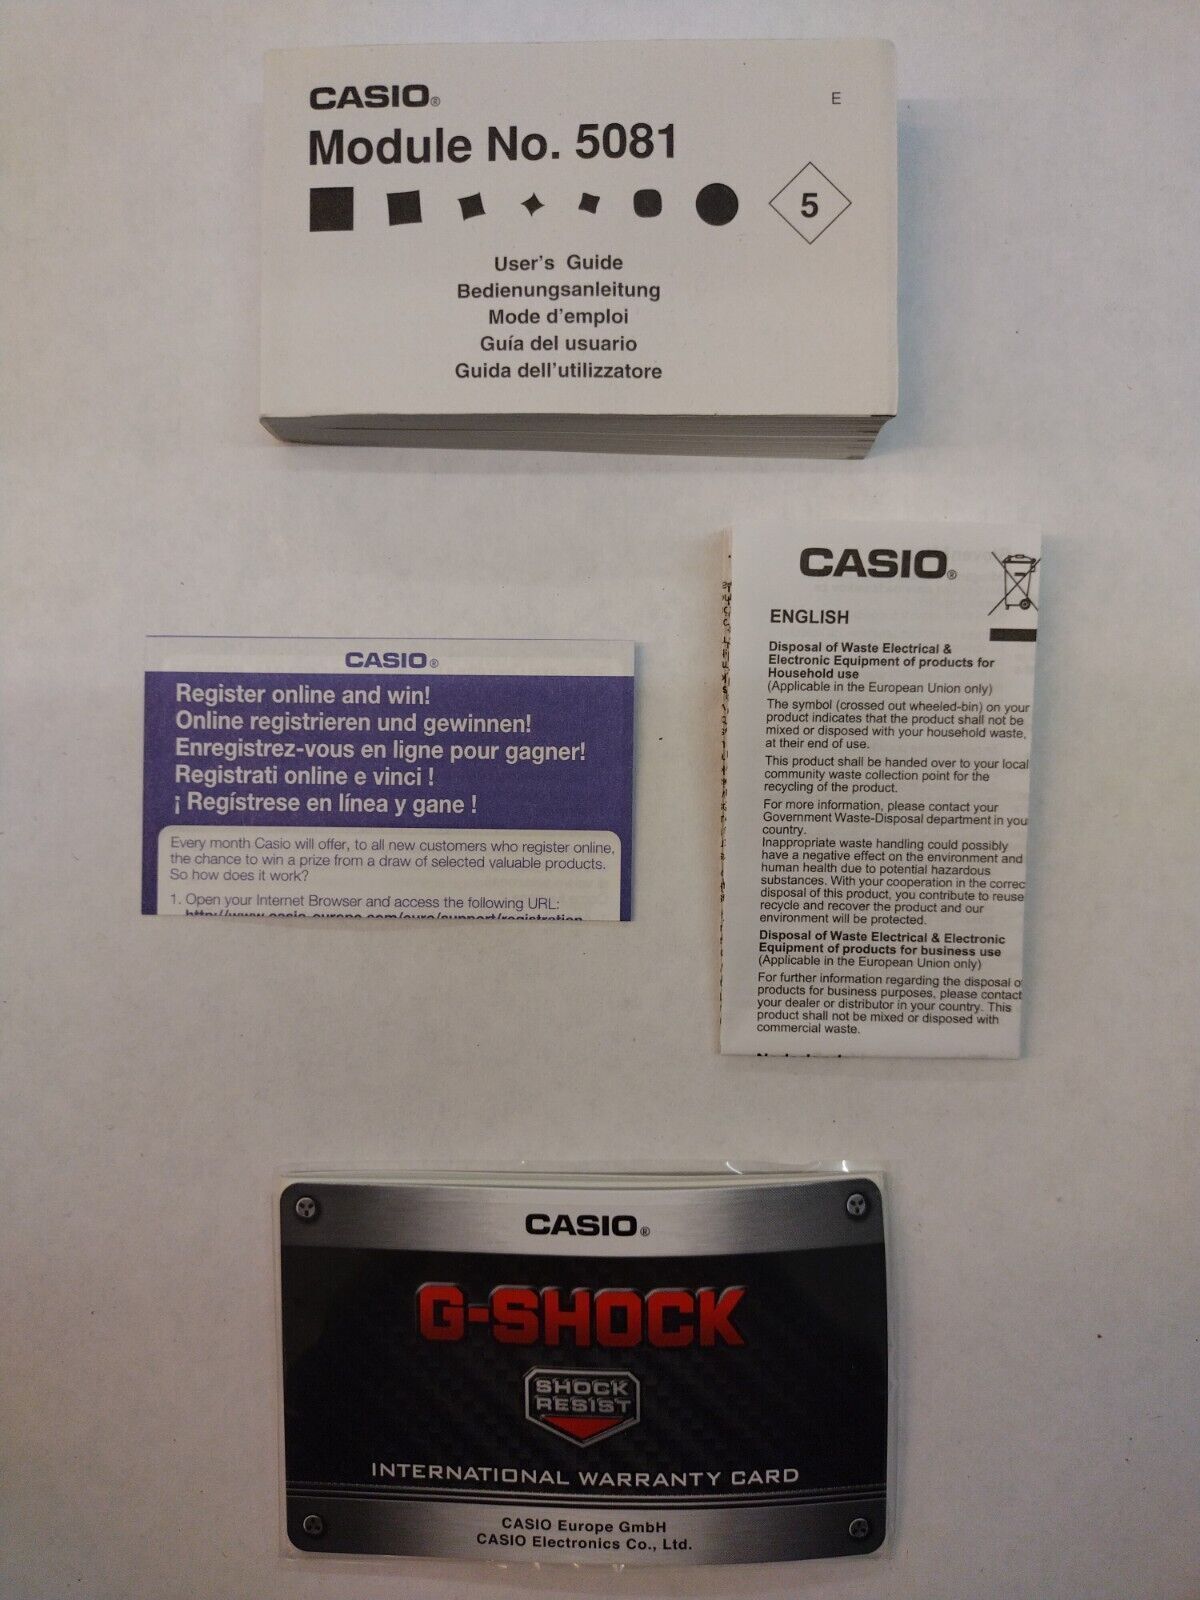 CASIO®
E
Module No. 5081
5
User's Guide
Bedienungsanleitung
Mode d'emploi
Guía del usuario
Guida dell'utilizzatore
CASIO®
Register online and win!
Online registrieren und gewinnen!
Enregistrez-vous en ligne pour gagner!
Registrati online e vinci !
¡ Regístrese en línea y gane !
Every month Casio will offer, to all new customers who register online,
the chance to win a prize from a draw of selected valuable products.
So how does it work?
1. Open your Internet Browser and access the following URL:
http://www.casio-europe.com/euro/support/registration
CASIO®
ENGLISH
Disposal of Waste Electrical &
Electronic Equipment of products for
Household use
(Applicable in the European Union only)
The symbol (crossed out wheeled-bin) on your
product indicates that the product shall not be
mixed or disposed with your household waste,
at their end of use.
This product shall be handed over to your local
community waste collection point for the
recycling of the product.
For more information, please contact your
Government Waste-Disposal department in you
country.
Inappropriate waste handling could possibly
have a negative effect on the environment and
human health due to potential hazardous
substances. With your cooperation in the correc
disposal of this product, you contribute to reuse
recycle and recover the product and our
environment will be protected.
Disposal of Waste Electrical & Electronic
Equipment of products for business use
(Applicable in the European Union only)
For further information regarding the disposal o
products for business purposes, please contact
your dealer or distributor in your country. This
product shall not be mixed or disposed with
commercial waste.
CASIO®
G-SHOCK
SHOCK
RESIST
INTERNATIONAL WARRANTY CARD
CASIO Europe GmbH
CASIO Electronics Co., Ltd.